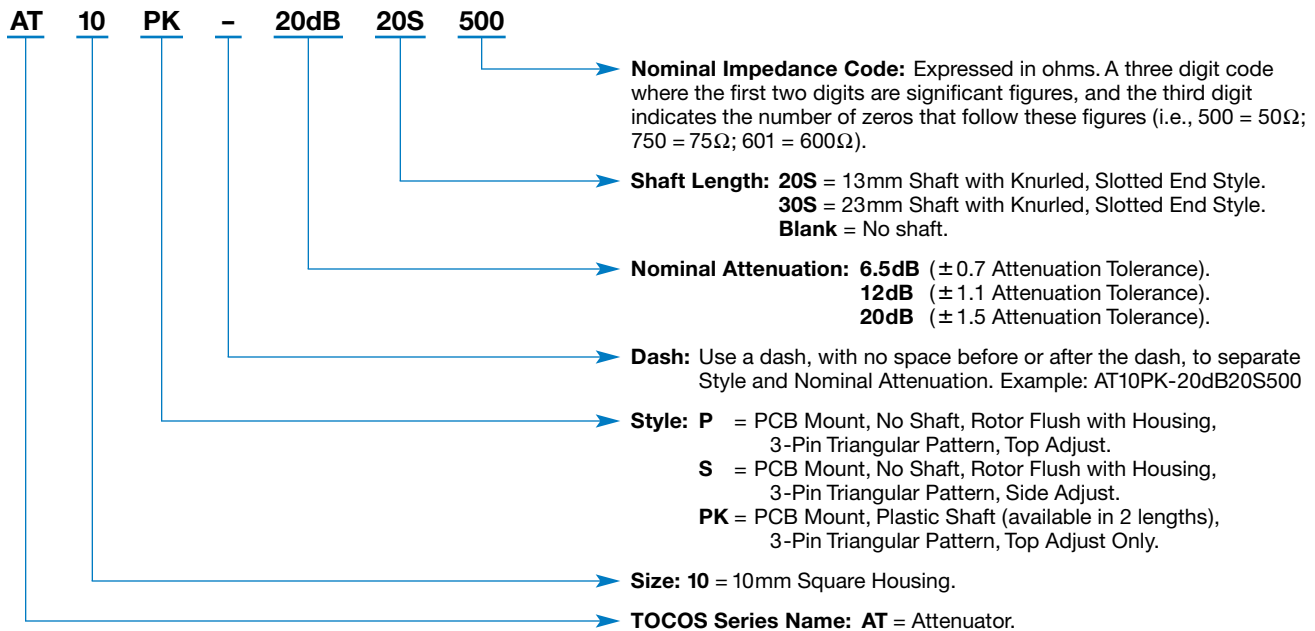 AT 10 PK – 20dB 20S 500
Nominal Impedance Code: Expressed in ohms. A three digit code
where the first two digits are significant figures, and the third digit
indicates the number of zeros that follow these figures (i.e., 500 = 50Ω;
750 = 75Ω; 601 = 600Ω).
Shaft Length: 20S = 13mm Shaft with Knurled, Slotted End Style.
30S = 23mm Shaft with Knurled, Slotted End Style.
Blank = No shaft.
Nominal Attenuation: 6.5dB (±0.7 Attenuation Tolerance).
12dB (±1.1 Attenuation Tolerance).
20dB (±1.5 Attenuation Tolerance).
Dash: Use a dash, with no space before or after the dash, to separate
Style and Nominal Attenuation. Example: AT10PK-20dB20S500
Style: P = PCB Mount, No Shaft, Rotor Flush with Housing,
3-Pin Triangular Pattern, Top Adjust.
S = PCB Mount, No Shaft, Rotor Flush with Housing,
3-Pin Triangular Pattern, Side Adjust.
PK = PCB Mount, Plastic Shaft (available in 2 lengths),
3-Pin Triangular Pattern, Top Adjust Only.
Size: 10 = 10mm Square Housing.
TOCOS Series Name: AT = Attenuator.